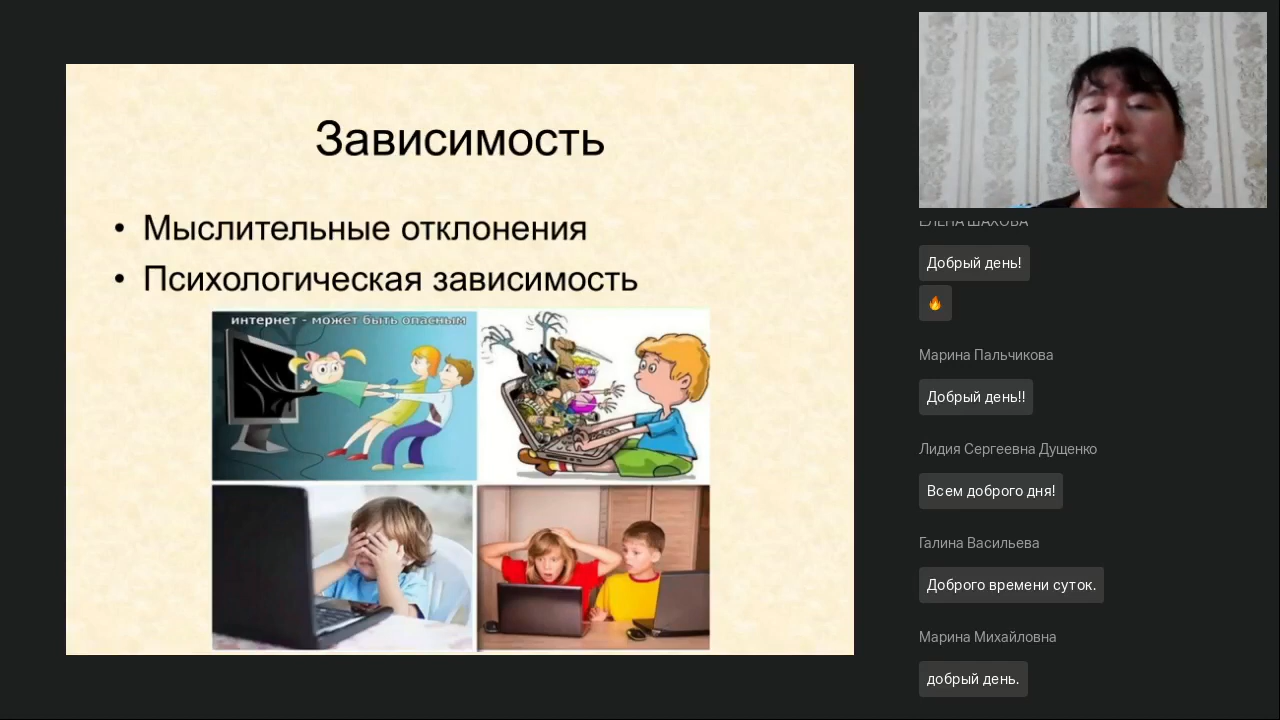 Зависимость
• Мыслительные отклонения
• Психологическая зависимость
интернет - может быть опасным
ЕЛЕНА ШАХОВА
Добрый день!
🔥
Марина Пальчикова
Добрый день!!
Лидия Сергеевна Дущенко
Всем доброго дня!
Галина Васильева
Доброго времени суток.
Марина Михайловна
добрый день.